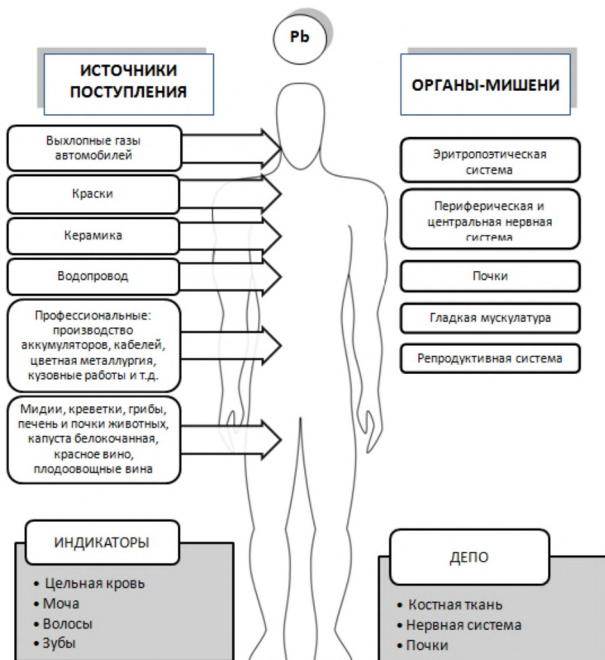 Pb
ИСТОЧНИКИ
ПОСТУПЛЕНИЯ
Выхлопные газы
автомобилей
Краски
Керамика
Водопровод
Профессиональные:
производство
аккумуляторов, кабелей,
цветная металлургия,
кузовные работы и т.д.
Мидии, креветки, грибы,
печень и почки животных,
капуста белокочанная,
красное вино,
плодоовощные вина
ОРГАНЫ-МИШЕНИ
Эритропоэтическая
система
Периферическая и
центральная нервная
система
Почки
Гладкая мускулатура
Репродуктивная система
ИНДИКАТОРЫ
• Цельная кровь
• Моча
• Волосы
• Зубы
ДЕПО
• Костная ткань
• Нервная система
• Почки